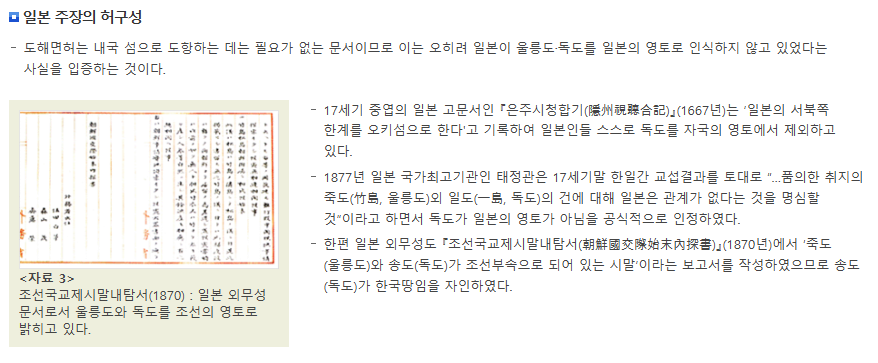 일본 주장의 허구성
- 도해면허는 내국 섬으로 도항하는 데는 필요가 없는 문서이므로 이는 오히려 일본이 울릉도·독도를 일본의 영토로 인식하지 않고 있었다는
사실을 입증하는 것이다.
- 17세기 중엽의 일본 고문서인 『은주시청합기(隱州視聽合記)』(1667년)는 '일본의 서북쪽
한계를 오키섬으로 한다'고 기록하여 일본인들 스스로 독도를 자국의 영토에서 제외하고
있다.
- 1877년 일본 국가최고기관인 태정관은 17세기말 한일간 교섭결과를 토대로 "...품의한 취지의
죽도(竹島, 울릉도)외 일도(一島, 독도)의 건에 대해 일본은 관계가 없다는 것을 명심할
것"이라고 하면서 독도가 일본의 영토가 아님을 공식적으로 인정하였다.
- 한편 일본 외무성도 『조선국교제시말내탐서(朝鮮國交際始末內探書)』(1870년)에서 '죽도
(울릉도)와 송도(독도)가 조선부속으로 되어 있는 시말'이라는 보고서를 작성하였으므로 송도
(독도)가 한국땅임을 자인하였다.
<자료 3>
조선국교제시말내탐서(1870) : 일본 외무성
문서로서 울릉도와 독도를 조선의 영토로
밝히고 있다.